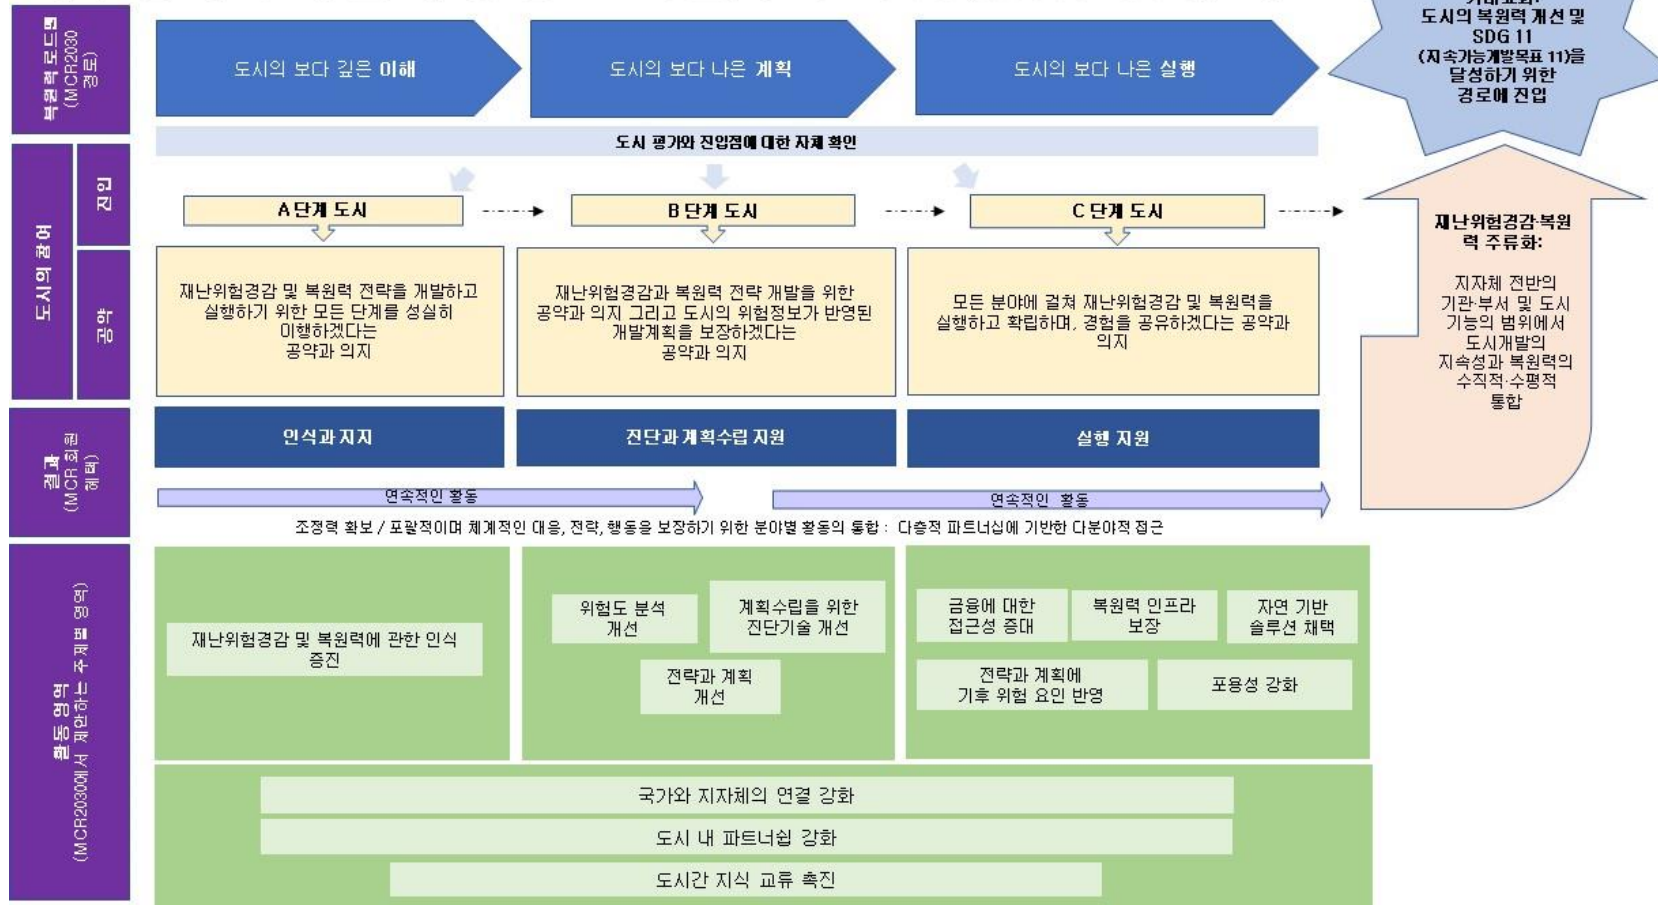 복원력 로드맵
(MCR2030
경로)
도시의 보다 깊은 이해
도시의 보다 나은 계획
도시의 보다 나은 실행
기대효과:
도시의 복원력 개선 및
SDG 11
(지속가능개발목표 11)을
달성하기 위한
경로에 진입
도시 평가와 진입점에 대한 자체 확인
도시의 참여
진입
A 단계 도시
B 단계 도시
C 단계 도시
공약
재난위험경감 및 복원력 전략을 개발하고
실행하기 위한 모든 단계를 성실히
이행하겠다는
공약과 의지
재난위험경감과 복원력 전략 개발을 위한
공약과 의지 그리고 도시의 위험정보가 반영된
개발계획을 보장하겠다는
공약과 의지
모든 분야에 걸쳐 재난위험경감 및 복원력을
실행하고 확립하며, 경험을 공유하겠다는 공약과
의지
재난위험경감·복원
력 주류화:
지자체 전반의
기관·부서 및 도시
기능의 범위에서
도시개발의
지속성과 복원력의
수직적·수평적
통합
결과
(MCR 회원
혜택)
인식과 지지
진단과 계획수립 지원
실행 지원
연속적인 활동
연속적인 활동
조정력 확보 / 포괄적이며 체계적인 대응, 전략, 행동을 보장하기 위한 분야별 활동의 통합 : 다층적 파트너십에 기반한 다분야적 접근
활동 영역
(MCR2030에서 제안하는 주제별 영역)
재난위험경감 및 복원력에 관한 인식
증진
위험도 분석
개선
계획수립을 위한
진단기술 개선
전략과 계획
개선
금융에 대한
접근성 증대
복원력 인프라
보장
자연 기반
솔루션 채택
전략과 계획에
기후 위험 요인 반영
포용성 강화
국가와 지자체의 연결 강화
도시 내 파트너쉽 강화
도시간 지식 교류 촉진